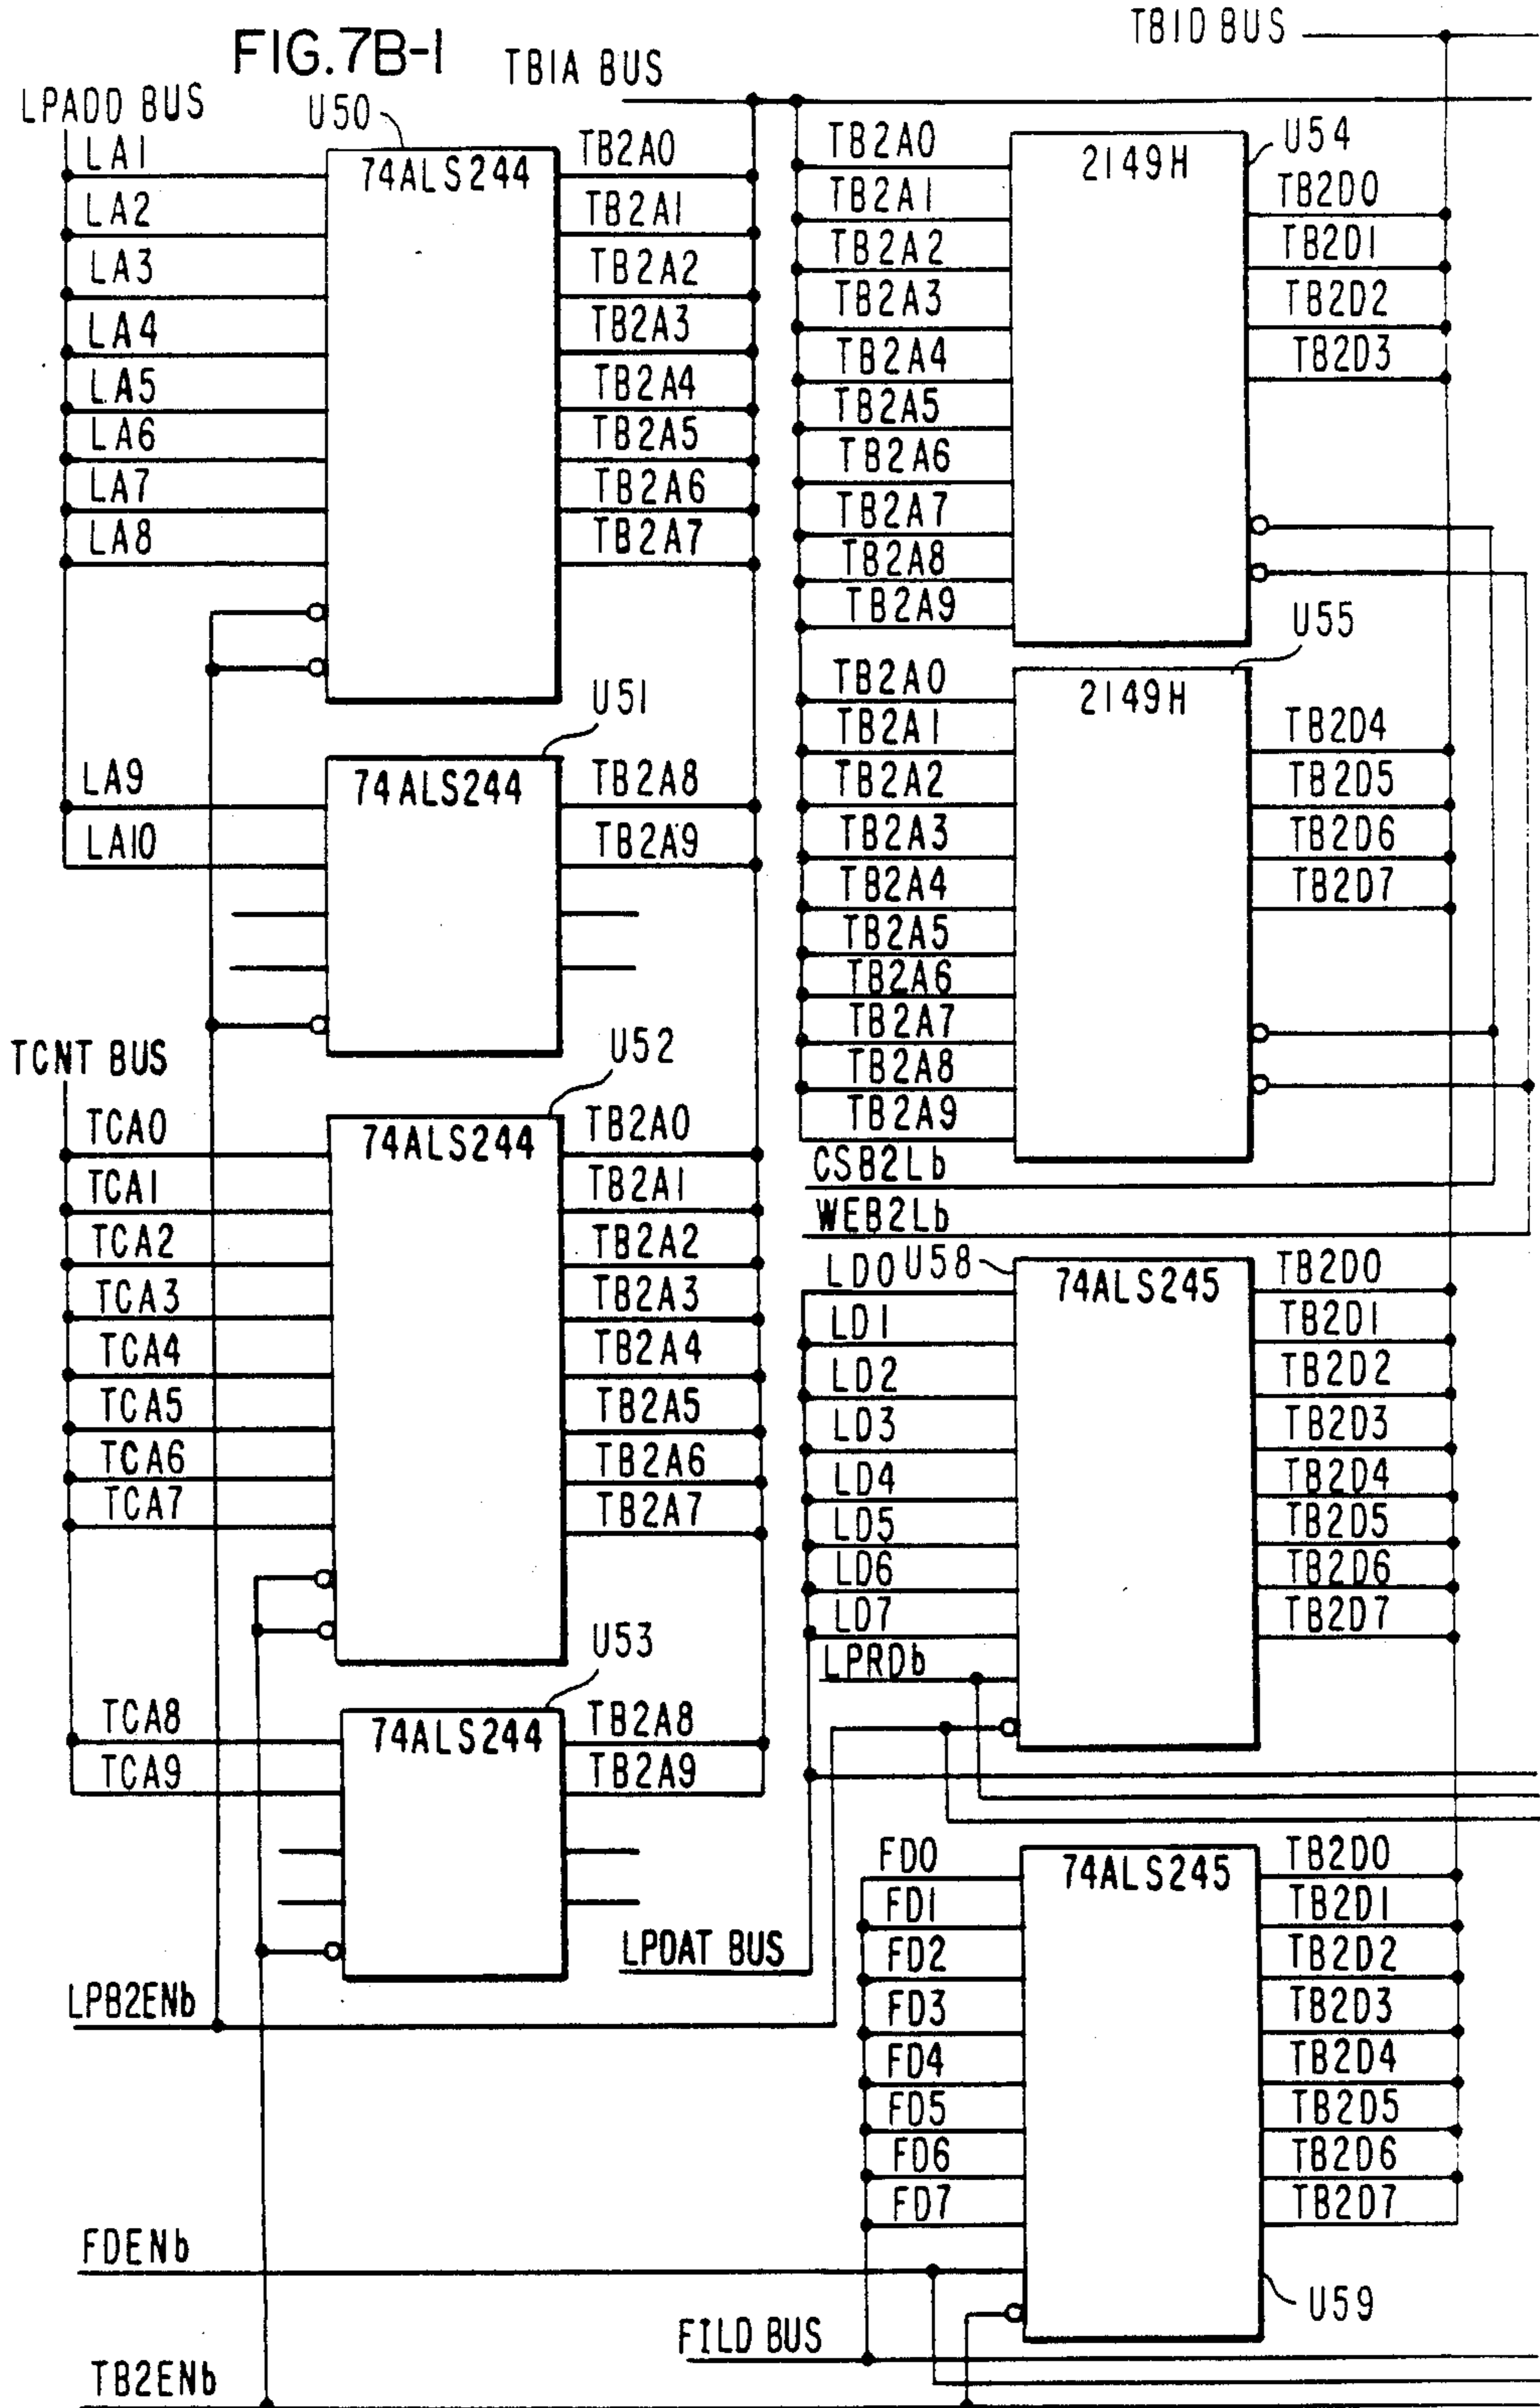 FIG.7B-1
LPADD BUS
U50
74ALS244
LA1
LA2
LA3
LA4
LA5
LA6
LA7
LA8
TB2A0
TB2A1
TB2A2
TB2A3
TB2A4
TB2A5
TB2A6
TB2A7
U51
74ALS244
LA9
LA10
TB2A8
TB2A9
TCNT BUS
U52
74ALS244
TCA0
TCA1
TCA2
TCA3
TCA4
TCA5
TCA6
TCA7
TB2A0
TB2A1
TB2A2
TB2A3
TB2A4
TB2A5
TB2A6
TB2A7
U53
74ALS244
TCA8
TCA9
TB2A8
TB2A9
LPB2ENb
FDENb
TB2ENb
TB1A BUS
TB1D BUS
U54
2149H
TB2A0
TB2A1
TB2A2
TB2A3
TB2A4
TB2A5
TB2A6
TB2A7
TB2A8
TB2A9
TB2D0
TB2D1
TB2D2
TB2D3
U55
2149H
TB2A0
TB2A1
TB2A2
TB2A3
TB2A4
TB2A5
TB2A6
TB2A7
TB2A8
TB2A9
TB2D4
TB2D5
TB2D6
TB2D7
CSB2Lb
WEB2Lb
U58
74ALS245
LD0
LD1
LD2
LD3
LD4
LD5
LD6
LD7
LPRDb
TB2D0
TB2D1
TB2D2
TB2D3
TB2D4
TB2D5
TB2D6
TB2D7
LPDAT BUS
74ALS245
FD0
FD1
FD2
FD3
FD4
FD5
FD6
FD7
TB2D0
TB2D1
TB2D2
TB2D3
TB2D4
TB2D5
TB2D6
TB2D7
U59
FILD BUS